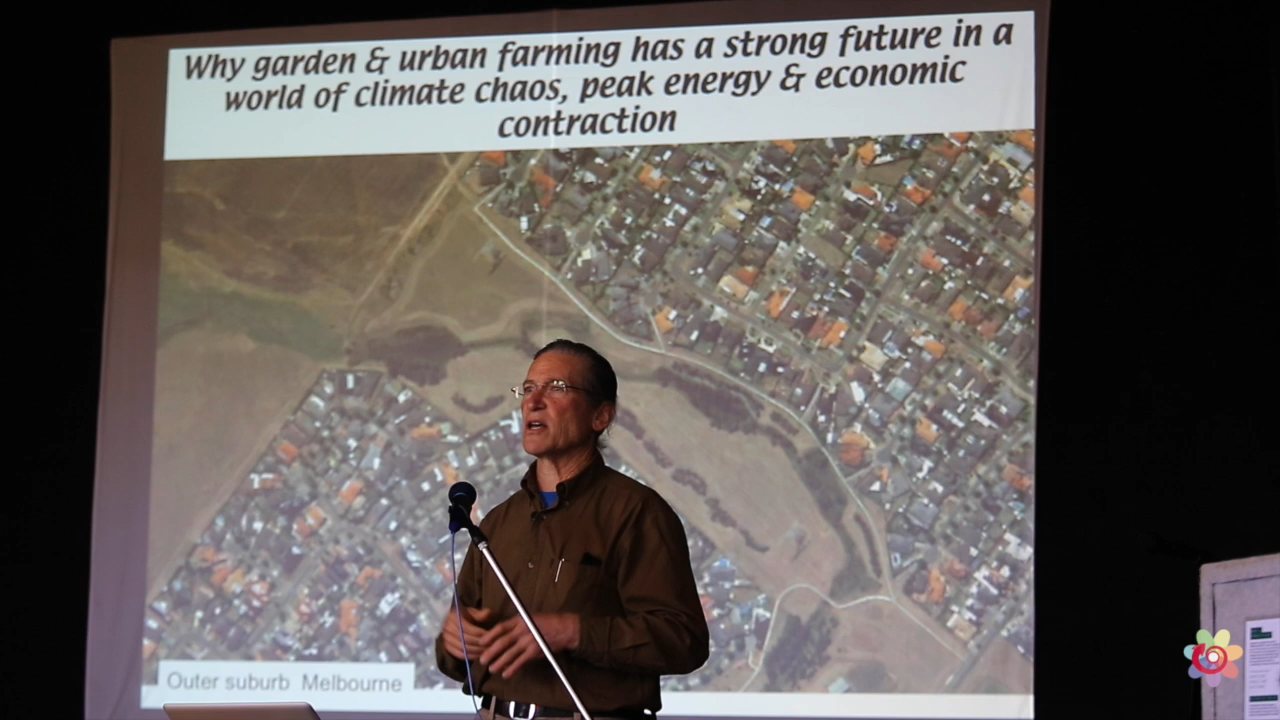 Why garden & urban farming has a strong future in a
world of climate chaos, peak energy & economic
contraction
Outer suburb Melbourne